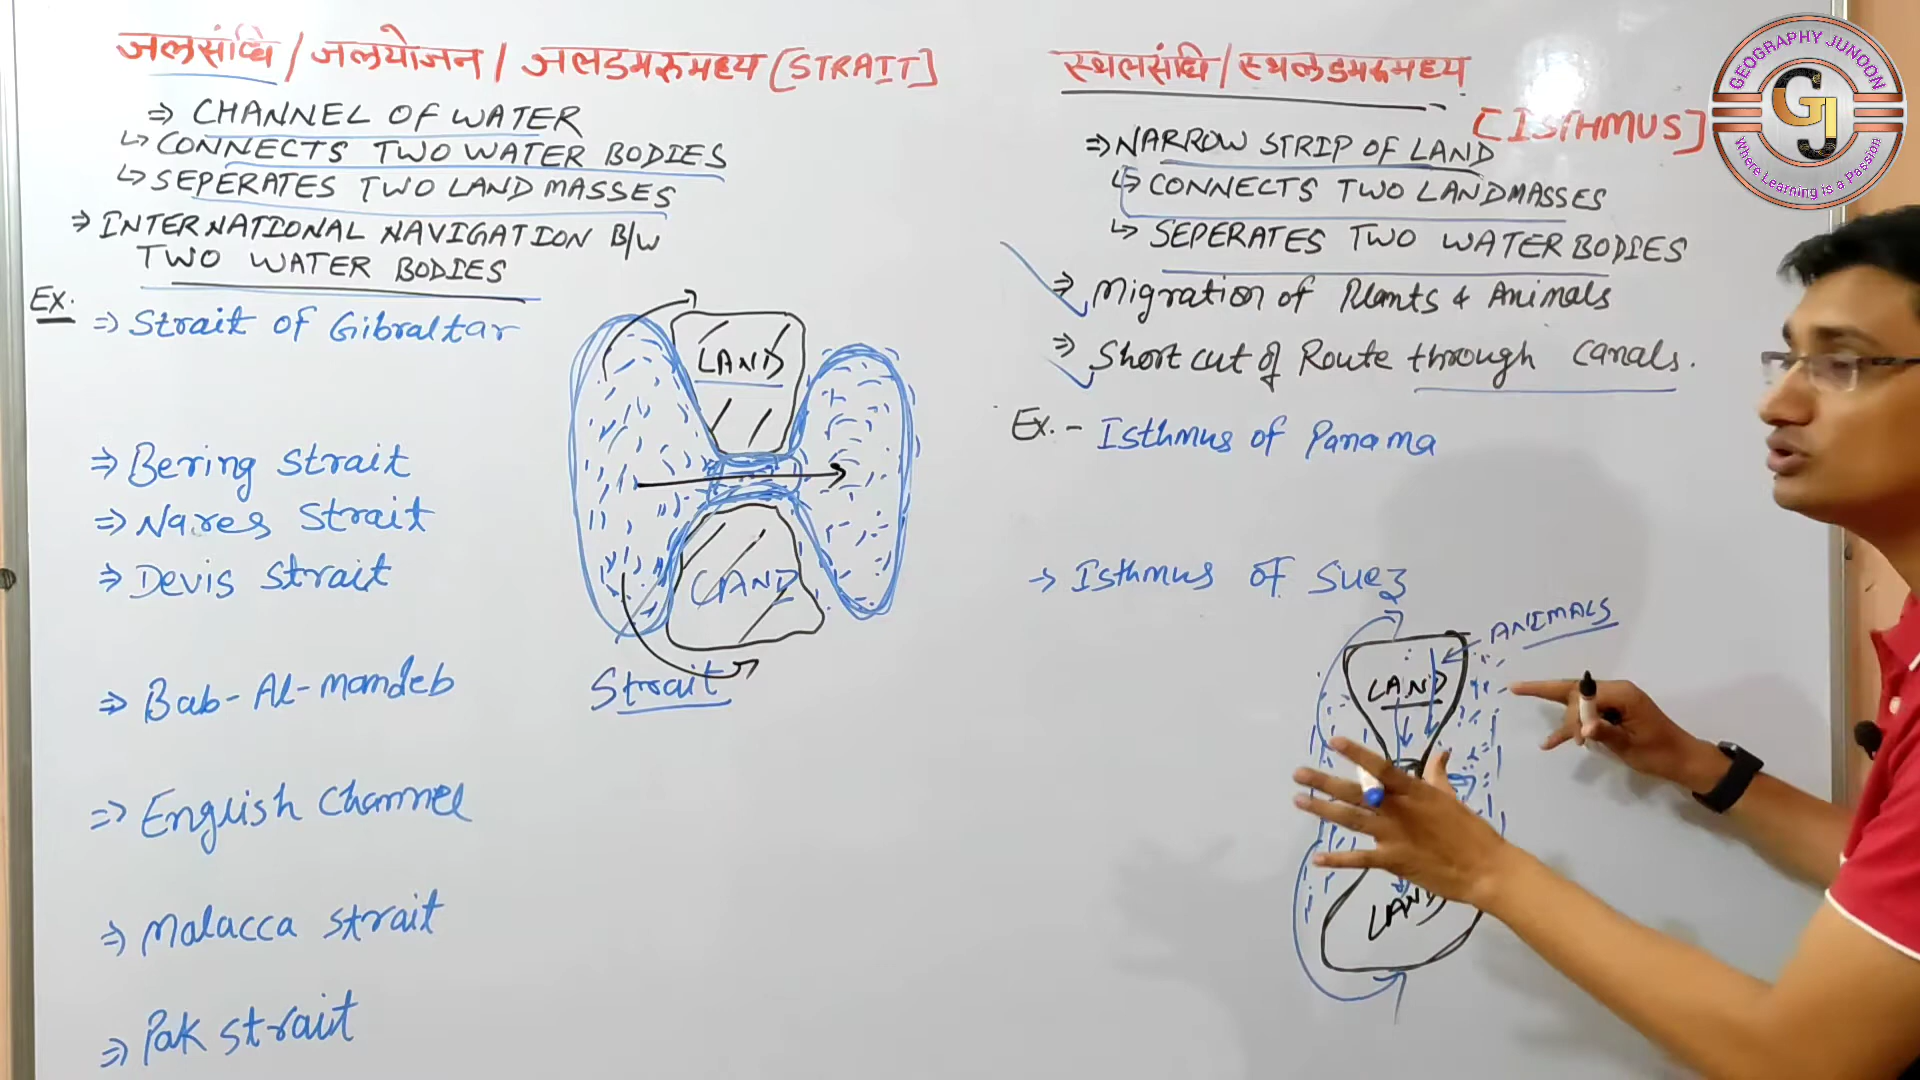 जलसंधि / जलयोजन / जलडमरुमध्य [STRAIT]
⇒ CHANNEL OF WATER
↳ CONNECTS TWO WATER BODIES
↳ SEPERATES TWO LAND MASSES
⇒ INTERNATIONAL NAVIGATION B/W
TWO WATER BODIES
Ex.
⇒ Strait of Gibraltar
⇒ Bering Strait
⇒ Nares Strait
⇒ Devis Strait
⇒ Bab-Al-mamdeb
⇒ English Channel
⇒ Malacca Strait
⇒ Pak Strait
LAND
LAND
Strait
स्थलसंधि / स्थलडमरुमध्य
[ISTHMUS]
⇒ NARROW STRIP OF LAND
↳ CONNECTS TWO LANDMASSES
↳ SEPERATES TWO WATER BODIES
⇒ Migration of Plants & Animals
⇒ Short cut of Route through Canals.
Ex. - Isthmus of Panama
→ Isthmus of Suez
ANIMALS
LAND
LAND
GEOGRAPHY JUNOON
GJ
Where Learning is a Passion